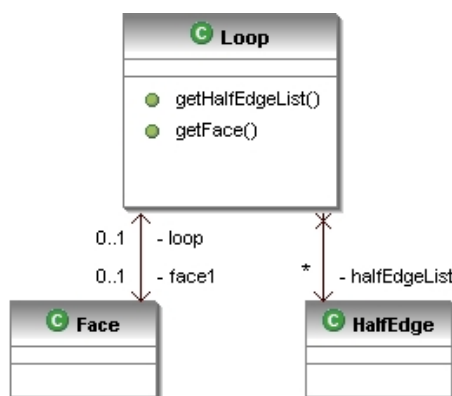 C Loop
getHalfEdgeList()
getFace()
0..1 - loop
0..1 - face1
* - halfEdgeList
C Face
C HalfEdge